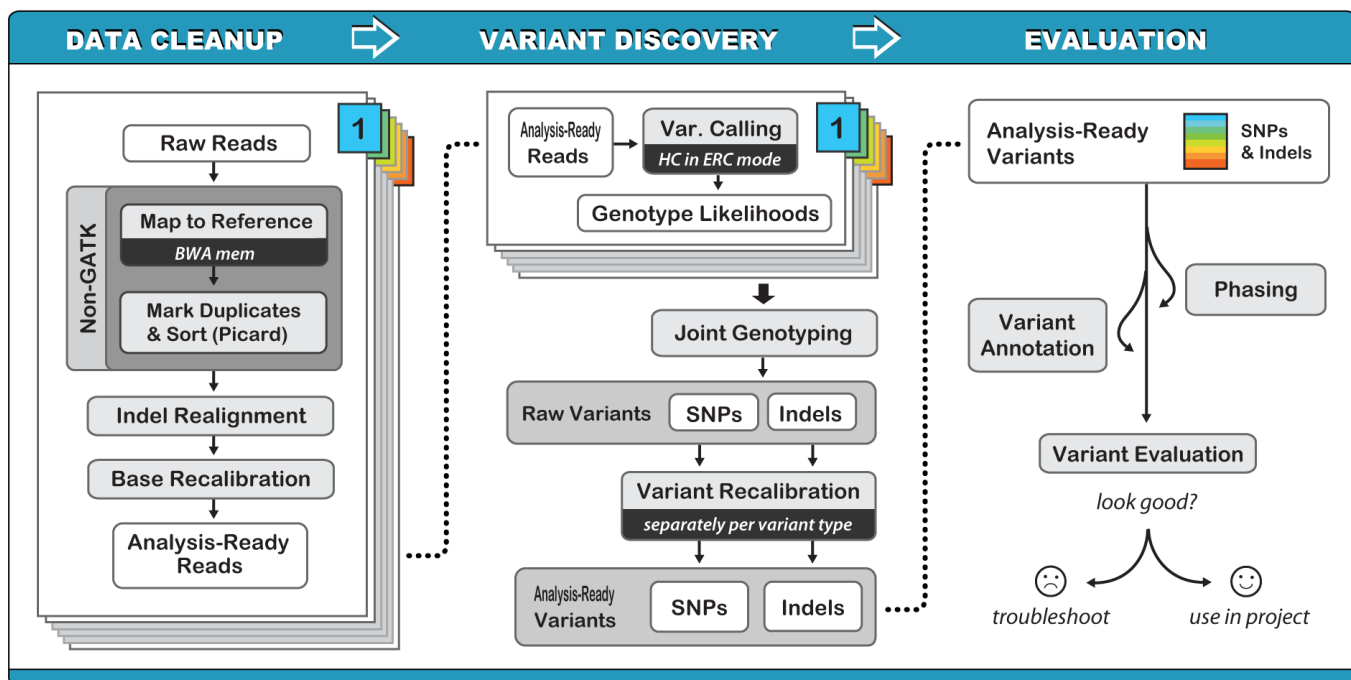 DATA CLEANUP
VARIANT DISCOVERY
EVALUATION
1
Raw Reads
Non-GATK
Map to Reference
BWA mem
Mark Duplicates
& Sort (Picard)
Indel Realignment
Base Recalibration
Analysis-Ready
Reads
1
Analysis-Ready
Reads
Var. Calling
HC in ERC mode
Genotype Likelihoods
Joint Genotyping
Raw Variants
SNPs
Indels
Variant Recalibration
separately per variant type
Analysis-Ready
Variants
SNPs
Indels
Analysis-Ready
Variants
SNPs
& Indels
Phasing
Variant
Annotation
Variant Evaluation
look good?
troubleshoot
use in project